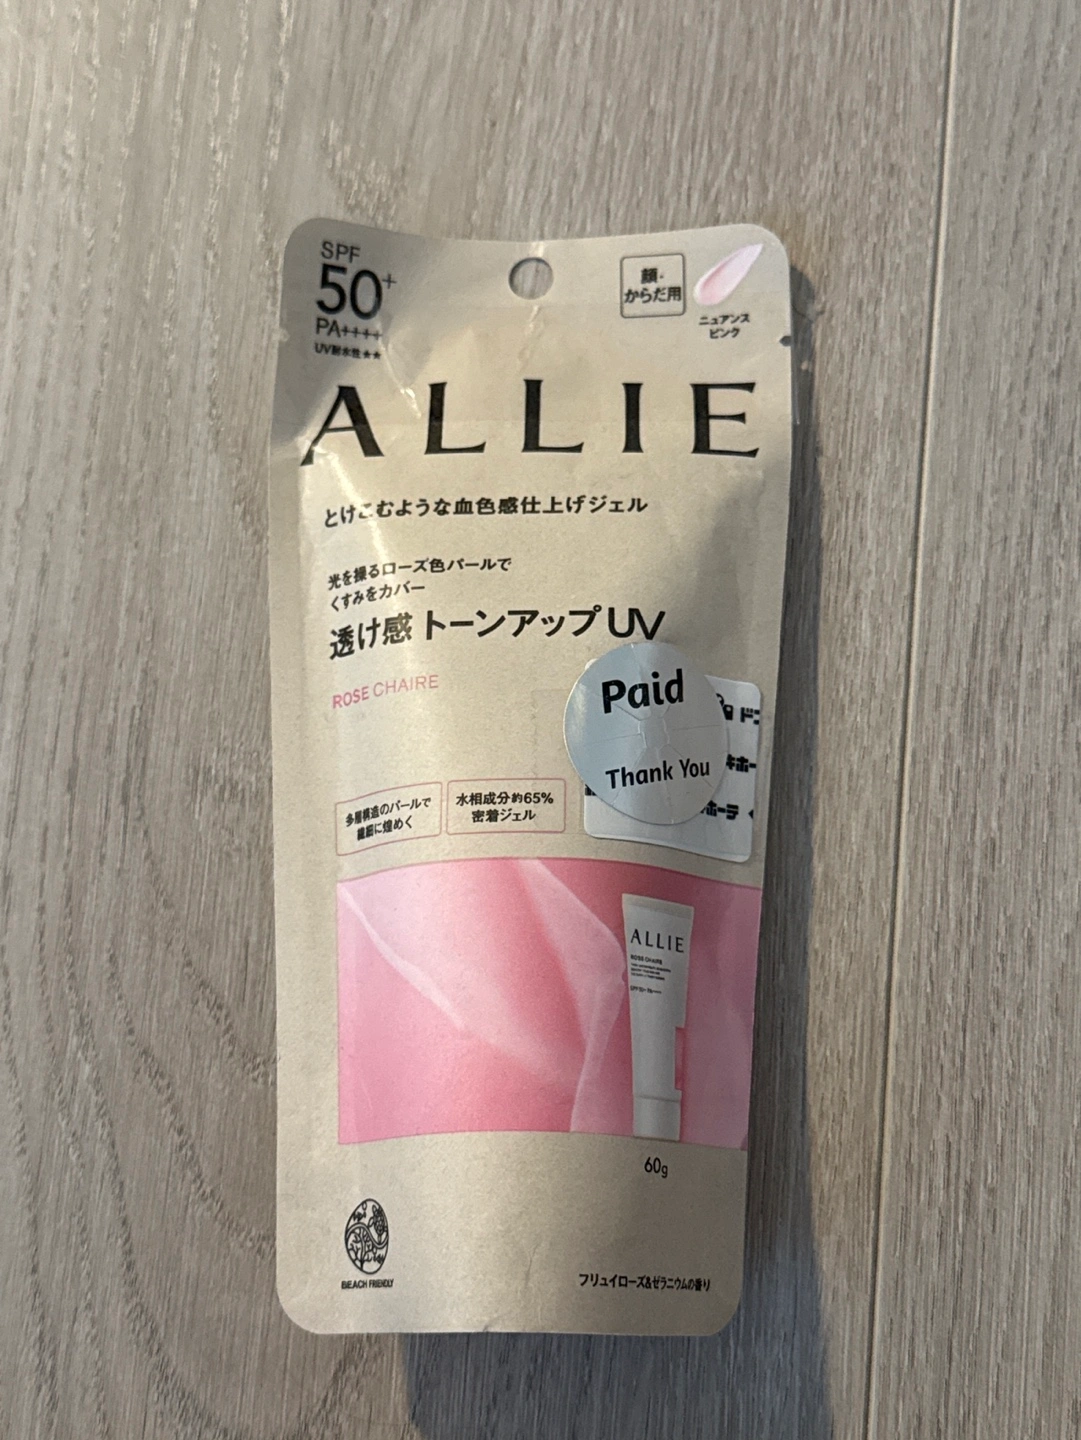 SPF
50+
PA++++
UV耐水性★★
顔・
からだ用
ニュアンス
ピンク
ALLIE
とけこむような血色感仕上げジェル
光を操るローズ色パールで
くすみをカバー
透け感 トーンアップUV
ROSE CHAIRE
Paid
Thank You
多層構造のパールで
繊細に煌めく
水相成分約65%
密着ジェル
ALLIE
ROSE CHAIRE
60g
BEACH FRIENDLY
フリュイローズ&ゼラニウムの香り